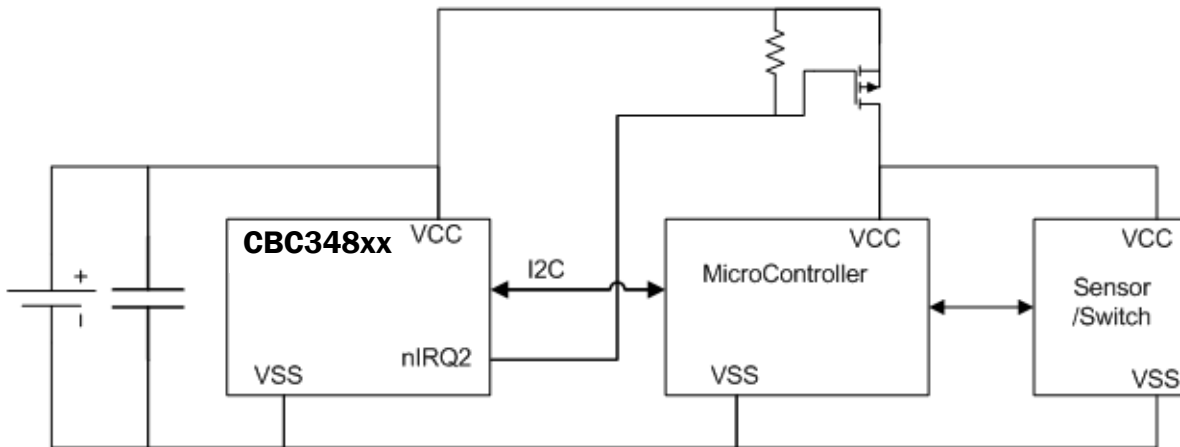 CBC348xx
VCC
nIRQ2
VSS
I2C
VCC
MicroController
VSS
VCC
Sensor
/Switch
VSS
+
-